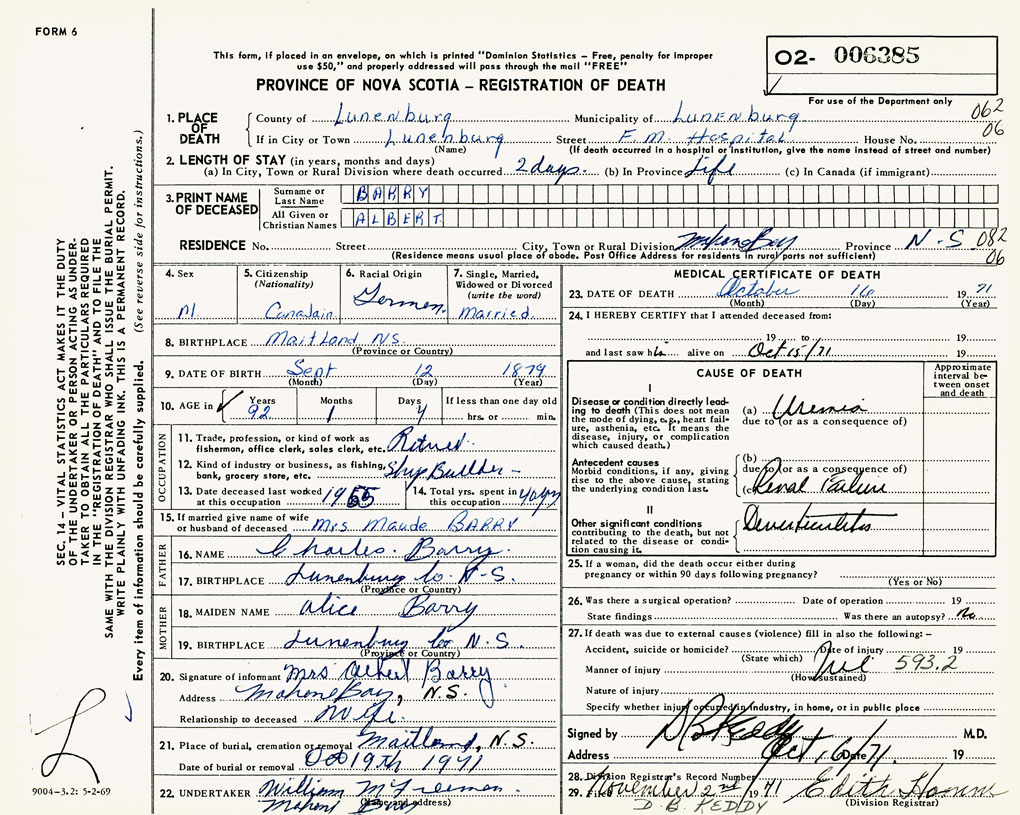 FORM 6
This form, if placed in an envelope, on which is printed "Dominion Statistics – Free, penalty for improper
use $50," and properly addressed will pass through the mail "FREE"
PROVINCE OF NOVA SCOTIA – REGISTRATION OF DEATH
02- 006385
For use of the Department only
062
06
1. PLACE OF DEATH
County of Lunenburg Municipality of Lunenburg
If in City or Town Lunenburg Street F.M. Hospital House No.
(Name) (If death occurred in a hospital or institution, give the name instead of street and number)
2. LENGTH OF STAY (in years, months and days)
(a) In City, Town or Rural Division where death occurred 2 days. (b) In Province Life (c) In Canada (if immigrant)
3. PRINT NAME OF DECEASED
Surname or Last Name BARRY
All Given or Christian Names ALBERT
RESIDENCE No. Street City, Town or Rural Division Mahone Bay Province N-S 082
06
(Residence means usual place of abode. Post Office Address for residents in rural parts not sufficient)
4. Sex M.
5. Citizenship (Nationality) Canadain
6. Racial Origin Germen
7. Single, Married, Widowed or Divorced (write the word) Married.
8. BIRTHPLACE Maitland N.S.
(Province or Country)
9. DATE OF BIRTH Sept 12 1879
(Month) (Day) (Year)
10. AGE in Years 92 Months 1 Days 4 If less than one day old hrs. or min.
OCCUPATION
11. Trade, profession, or kind of work as
fisherman, office clerk, sales clerk, etc. Retired
12. Kind of industry or business, as fishing,
bank, grocery store, etc. Ship Builder -
13. Date deceased last worked at this occupation 1955
14. Total yrs. spent in this occupation 40 yrs
15. If married give name of wife
or husband of deceased Mrs Maude BARRY
FATHER
16. NAME Charles. Barry.
17. BIRTHPLACE Lunenburg Co. N-S.
(Province or Country)
MOTHER
18. MAIDEN NAME Alice Barry
19. BIRTHPLACE Lunenburg Co N.S.
(Province or Country)
20. Signature of informant Mrs Albert Barry
Address Mahone Bay, N.S.
Relationship to deceased Wife.
21. Place of burial, cremation or removal Maitland, N.S.
Date of burial or removal Oct 19th 1971
22. UNDERTAKER William
(Name and address)
Mahone Bay
MEDICAL CERTIFICATE OF DEATH
23. DATE OF DEATH October 16 1971
(Month) (Day) (Year)
24. I HEREBY CERTIFY that I attended deceased from:
19 to 19
and last saw him alive on Oct 15/71 19
CAUSE OF DEATH
Approximate interval between onset and death
I
Disease or condition directly leading to death (This does not mean the mode of dying, e.g., heart failure, asthenia, etc. It means the disease, injury, or complication which caused death.)
(a) Uremia
due to (or as a consequence of)
Antecedent causes
Morbid conditions, if any, giving rise to the above cause, stating the underlying condition last.
(b)
due to (or as a consequence of)
(c) Renal Failure
II
Other significant conditions contributing to the death, but not related to the disease or condition causing it.
Diverticulitis
25. If a woman, did the death occur either during
pregnancy or within 90 days following pregnancy?
(Yes or No)
26. Was there a surgical operation? Date of operation 19
State findings Was there an autopsy? No
27. If death was due to external causes (violence) fill in also the following: –
Accident, suicide or homicide? Date of injury 19
(State which)
Manner of injury 593.2
(How sustained)
Nature of injury
Specify whether injury occurred in industry, in home, or in public place
Signed by DB Keddy M.D.
Address Date Oct 16/71. 19
28. Division Registrar's Record Number
29. Filed November 2nd 1971 Edith
D. B. KEDDY (Division Registrar)
SEC. 14 – VITAL STATISTICS ACT MAKES IT THE DUTY
OF THE UNDERTAKER OR PERSON ACTING AS UNDER-
TAKER TO OBTAIN ALL THE PARTICULARS REQUIRED
IN THE "REGISTRATION OF DEATH" AND TO FILE THE
SAME WITH THE DIVISION REGISTRAR WHO SHALL ISSUE THE BURIAL PERMIT.
WRITE PLAINLY WITH UNFADING INK. THIS IS A PERMANENT RECORD.
Every item of information should be carefully supplied. (See reverse side for instructions.)
9004-3.2: 5-2-69